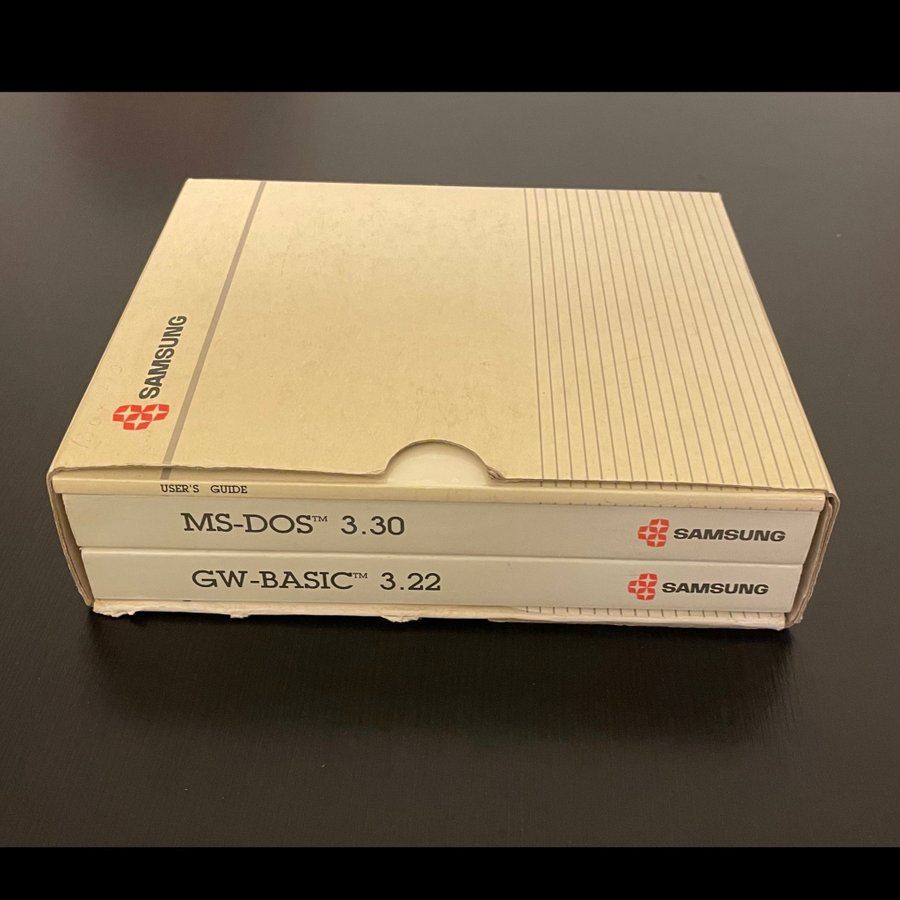 SAMSUNG
USER'S GUIDE
MS-DOS™ 3.30 SAMSUNG
GW-BASIC™ 3.22 SAMSUNG